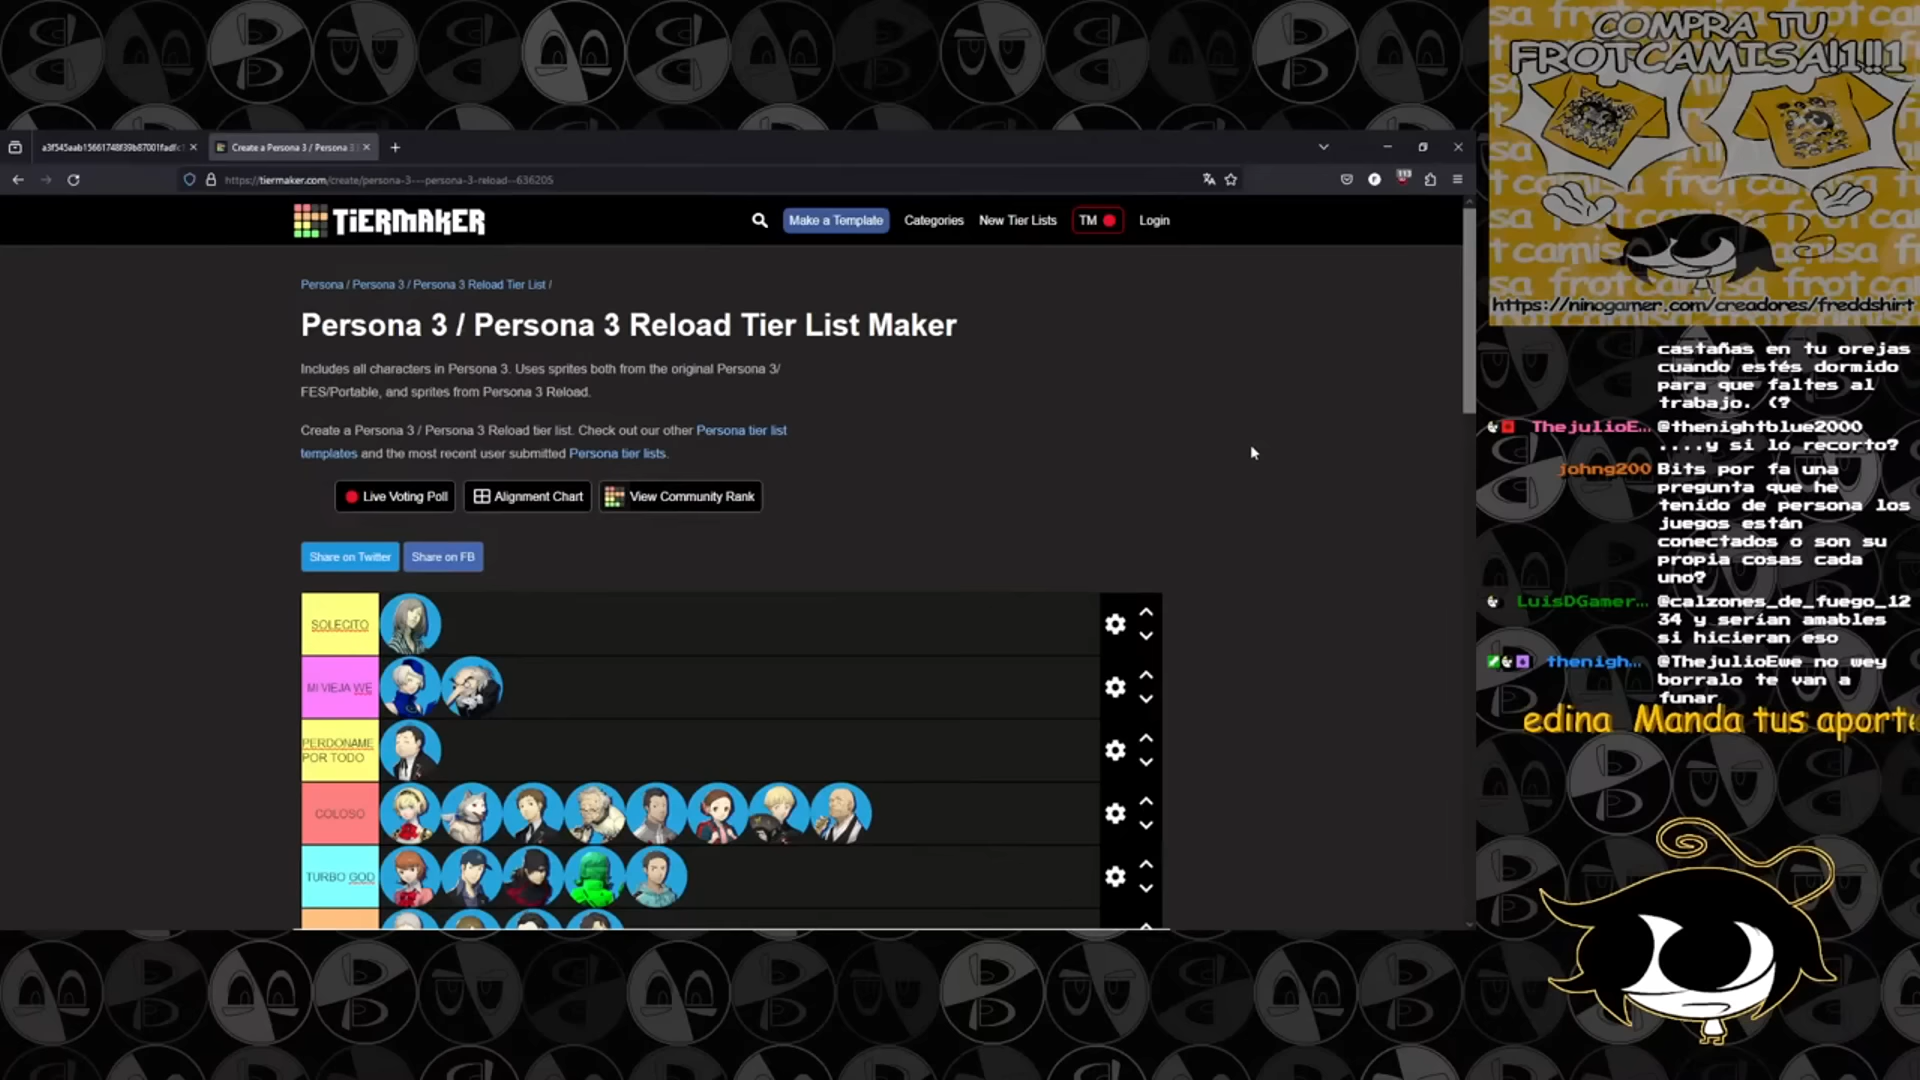 COMPRA TU
FROTCAMISA!1!!1
https://ninogamer.com/creadores/freddshirt
Create a Persona 3 / Persona 3
https://tiermaker.com/create/persona-3---persona-3-reload--636205
113
TiERMAKER
Make a Template
Categories
New Tier Lists
TM
Login
Persona / Persona 3 / Persona 3 Reload Tier List /
Persona 3 / Persona 3 Reload Tier List Maker
Includes all characters in Persona 3. Uses sprites both from the original Persona 3/
FES/Portable, and sprites from Persona 3 Reload.
Create a Persona 3 / Persona 3 Reload tier list. Check out our other Persona tier list
templates and the most recent user submitted Persona tier lists.
Live Voting Poll
Alignment Chart
View Community Rank
Share on Twitter
Share on FB
SOLECITO
MI VIEJA WE
PERDONAME
POR TODO
COLOSO
TURBO GOD
castañas en tu orejas
cuando estés dormido
para que faltes al
trabajo. (?
ThejulioE... @thenightblue2000
....y si lo recorto?
johng200 Bits por fa una
pregunta que he
tenido de persona los
juegos están
conectados o son su
propia cosas cada
uno?
LuisDGamer... @calzones_de_fuego_12
34 y serían amables
si hicieran eso
thenigh... @ThejulioEwe no wey
borralo te van a
funar
edina Manda tus aporte